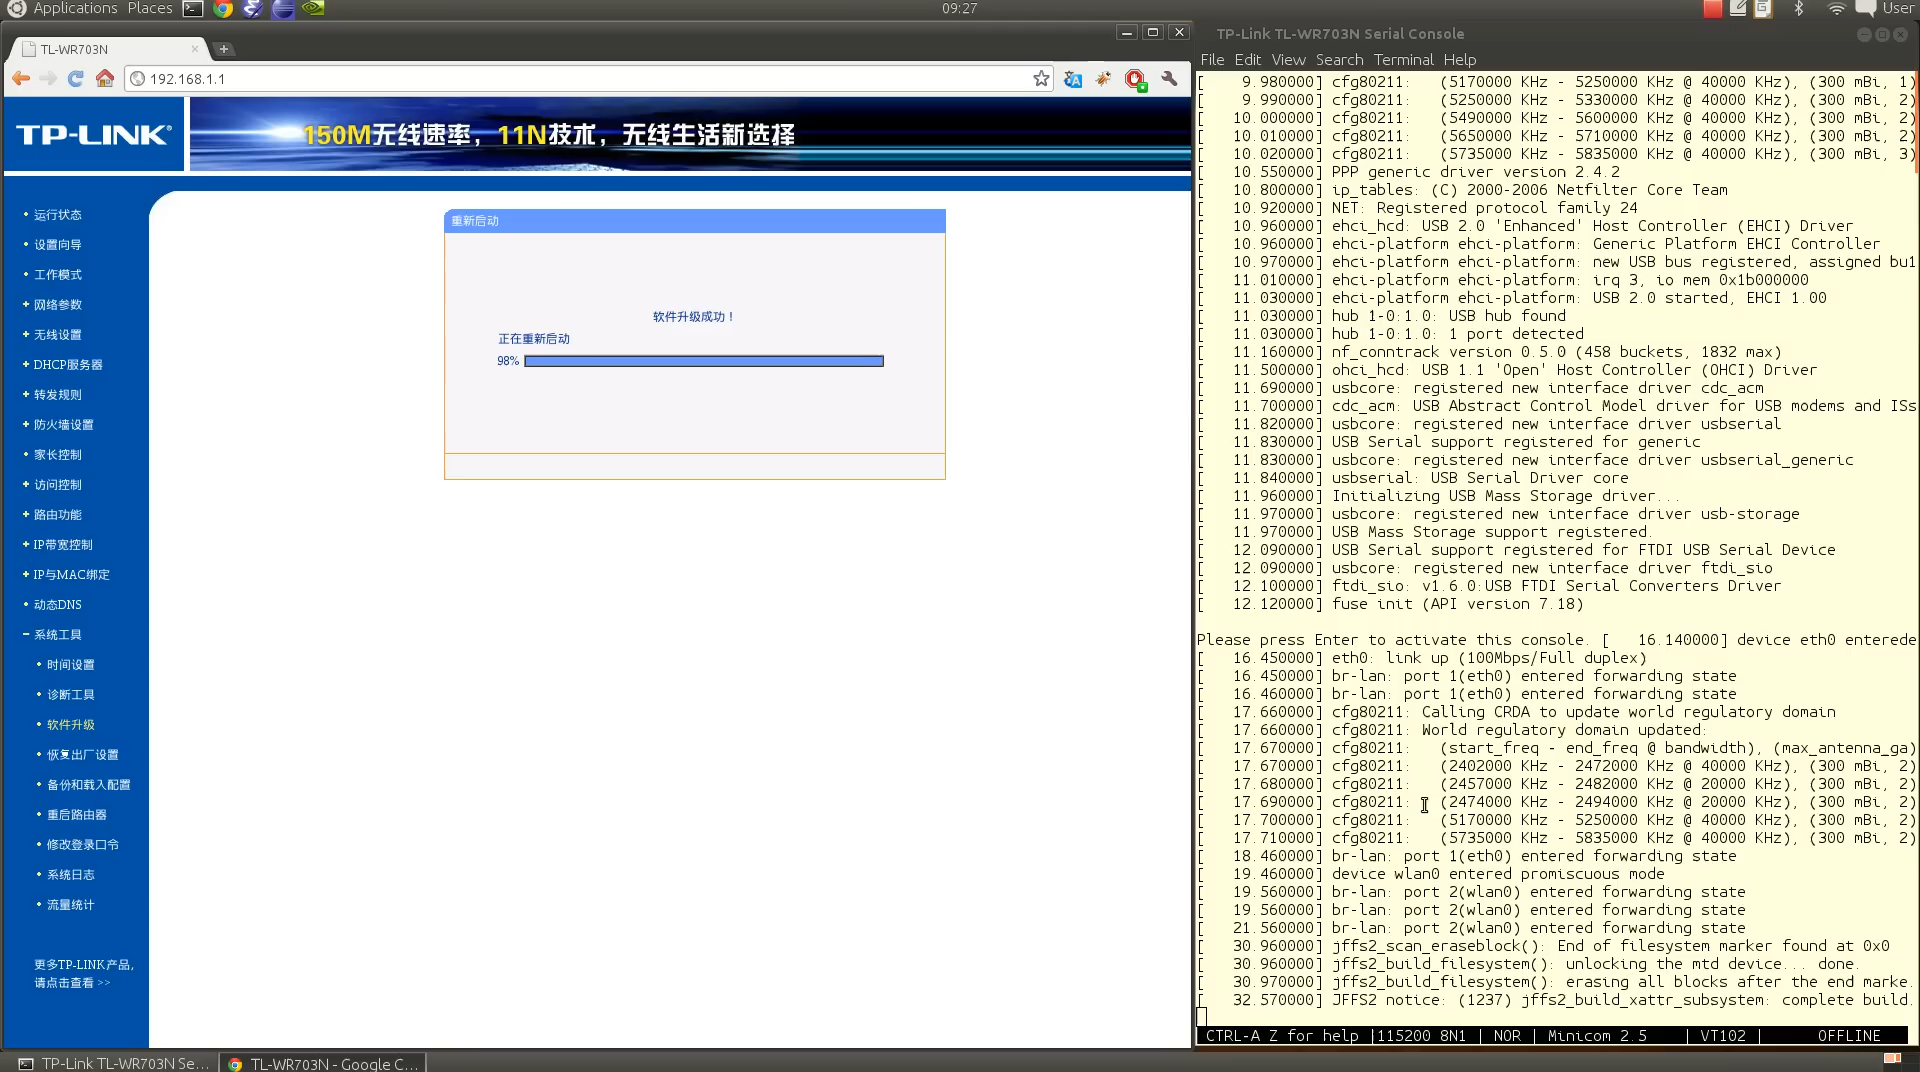 Applications Places
09:27
User
TL-WR703N
192.168.1.1
TP-LINK
150M无线速率，11N技术，无线生活新选择
运行状态
设置向导
工作模式
网络参数
无线设置
DHCP服务器
转发规则
防火墙设置
家长控制
访问控制
路由功能
IP带宽控制
IP与MAC绑定
动态DNS
系统工具
时间设置
诊断工具
软件升级
恢复出厂设置
备份和载入配置
重启路由器
修改登录口令
系统日志
流量统计
更多TP-LINK产品，
请点击查看 >>
重新启动
软件升级成功！
正在重新启动
98%
TP-Link TL-WR703N Serial Console
File Edit View Search Terminal Help
[    9.980000] cfg80211:   (5170000 KHz - 5250000 KHz @ 40000 KHz), (300 mBi, 1)
[    9.990000] cfg80211:   (5250000 KHz - 5330000 KHz @ 40000 KHz), (300 mBi, 2)
[   10.000000] cfg80211:   (5490000 KHz - 5600000 KHz @ 40000 KHz), (300 mBi, 2)
[   10.010000] cfg80211:   (5650000 KHz - 5710000 KHz @ 40000 KHz), (300 mBi, 2)
[   10.020000] cfg80211:   (5735000 KHz - 5835000 KHz @ 40000 KHz), (300 mBi, 3)
[   10.550000] PPP generic driver version 2.4.2
[   10.800000] ip_tables: (C) 2000-2006 Netfilter Core Team
[   10.920000] NET: Registered protocol family 24
[   10.960000] ehci_hcd: USB 2.0 'Enhanced' Host Controller (EHCI) Driver
[   10.960000] ehci-platform ehci-platform: Generic Platform EHCI Controller
[   10.970000] ehci-platform ehci-platform: new USB bus registered, assigned bu1
[   11.010000] ehci-platform ehci-platform: irq 3, io mem 0x1b000000
[   11.030000] ehci-platform ehci-platform: USB 2.0 started, EHCI 1.00
[   11.030000] hub 1-0:1.0: USB hub found
[   11.030000] hub 1-0:1.0: 1 port detected
[   11.160000] nf_conntrack version 0.5.0 (458 buckets, 1832 max)
[   11.500000] ohci_hcd: USB 1.1 'Open' Host Controller (OHCI) Driver
[   11.690000] usbcore: registered new interface driver cdc_acm
[   11.700000] cdc_acm: USB Abstract Control Model driver for USB modems and ISs
[   11.820000] usbcore: registered new interface driver usbserial
[   11.830000] USB Serial support registered for generic
[   11.830000] usbcore: registered new interface driver usbserial_generic
[   11.840000] usbserial: USB Serial Driver core
[   11.960000] Initializing USB Mass Storage driver...
[   11.970000] usbcore: registered new interface driver usb-storage
[   11.970000] USB Mass Storage support registered.
[   12.090000] USB Serial support registered for FTDI USB Serial Device
[   12.090000] usbcore: registered new interface driver ftdi_sio
[   12.100000] ftdi_sio: v1.6.0:USB FTDI Serial Converters Driver
[   12.120000] fuse init (API version 7.18)
Please press Enter to activate this console. [   16.140000] device eth0 enterede
[   16.450000] eth0: link up (100Mbps/Full duplex)
[   16.450000] br-lan: port 1(eth0) entered forwarding state
[   16.460000] br-lan: port 1(eth0) entered forwarding state
[   17.660000] cfg80211: Calling CRDA to update world regulatory domain
[   17.660000] cfg80211: World regulatory domain updated:
[   17.670000] cfg80211:   (start_freq - end_freq @ bandwidth), (max_antenna_ga)
[   17.670000] cfg80211:   (2402000 KHz - 2472000 KHz @ 40000 KHz), (300 mBi, 2)
[   17.680000] cfg80211:   (2457000 KHz - 2482000 KHz @ 20000 KHz), (300 mBi, 2)
[   17.690000] cfg80211:   (2474000 KHz - 2494000 KHz @ 20000 KHz), (300 mBi, 2)
[   17.700000] cfg80211:   (5170000 KHz - 5250000 KHz @ 40000 KHz), (300 mBi, 2)
[   17.710000] cfg80211:   (5735000 KHz - 5835000 KHz @ 40000 KHz), (300 mBi, 2)
[   18.460000] br-lan: port 1(eth0) entered forwarding state
[   19.460000] device wlan0 entered promiscuous mode
[   19.560000] br-lan: port 2(wlan0) entered forwarding state
[   19.560000] br-lan: port 2(wlan0) entered forwarding state
[   21.560000] br-lan: port 2(wlan0) entered forwarding state
[   30.960000] jffs2_scan_eraseblock(): End of filesystem marker found at 0x0
[   30.960000] jffs2_build_filesystem(): unlocking the mtd device... done.
[   30.970000] jffs2_build_filesystem(): erasing all blocks after the end marke.
[   32.570000] JFFS2 notice: (1237) jffs2_build_xattr_subsystem: complete build.
CTRL-A Z for help |115200 8N1 | NOR | Minicom 2.5 | VT102 | OFFLINE
TP-Link TL-WR703N Se...
TL-WR703N - Google C...